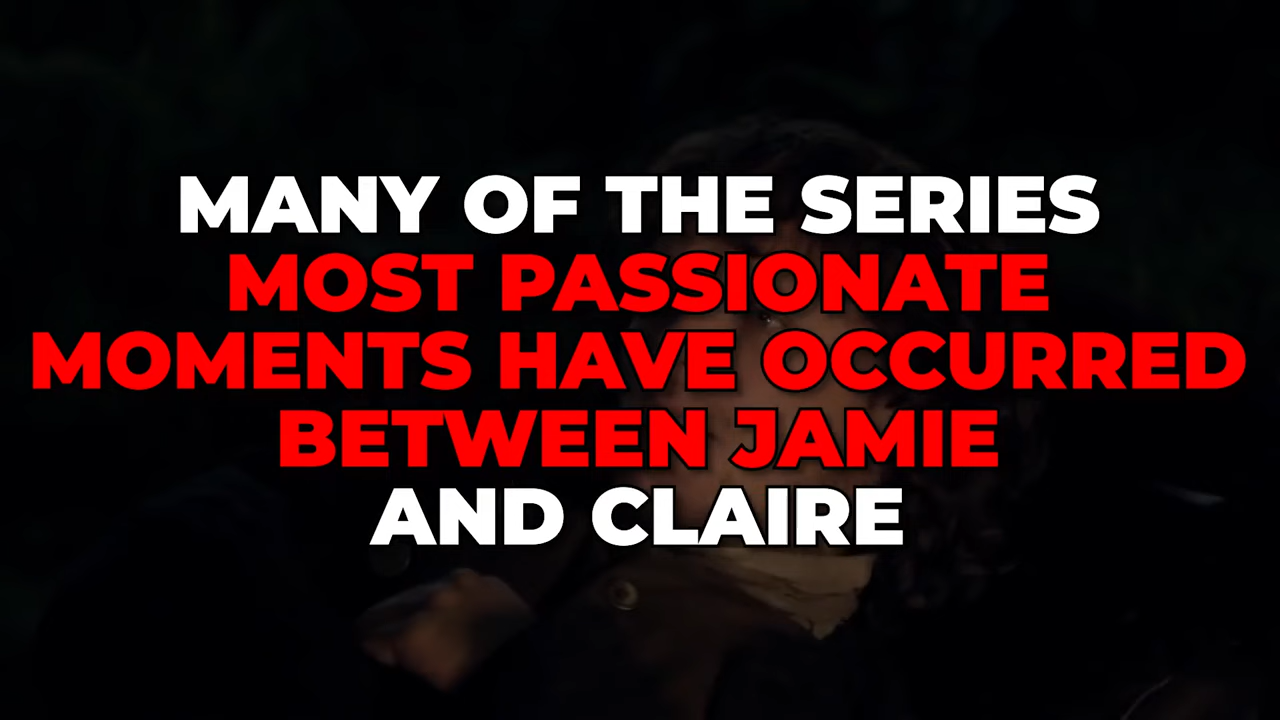 MANY OF THE SERIES
MOST PASSIONATE
MOMENTS HAVE OCCURRED
BETWEEN JAMIE
AND CLAIRE